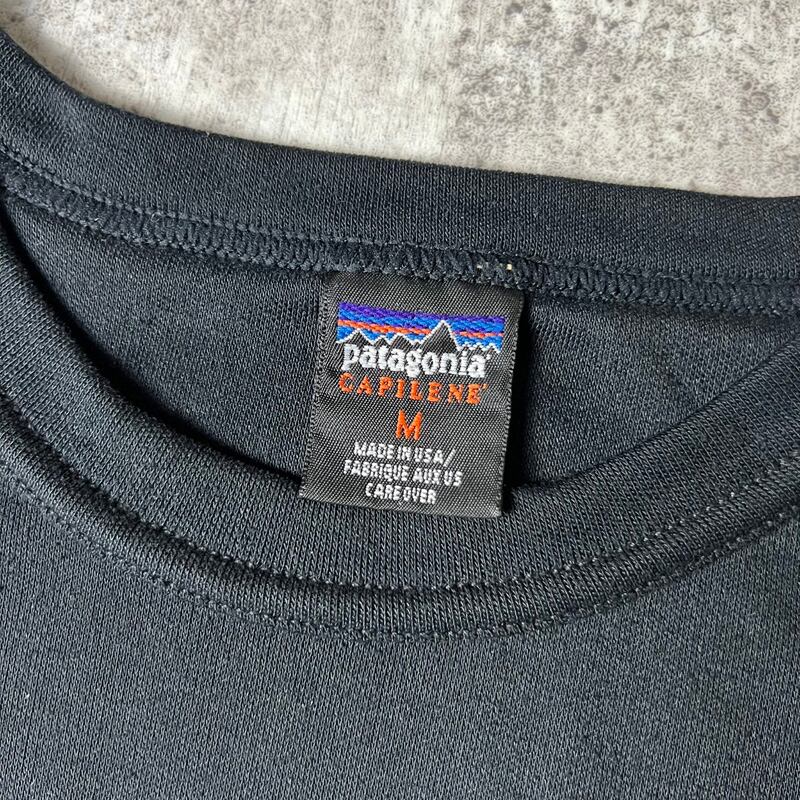 patagonia®
CAPILENE®
M
MADE IN USA/
FABRIQUE AUX US
CARE OVER